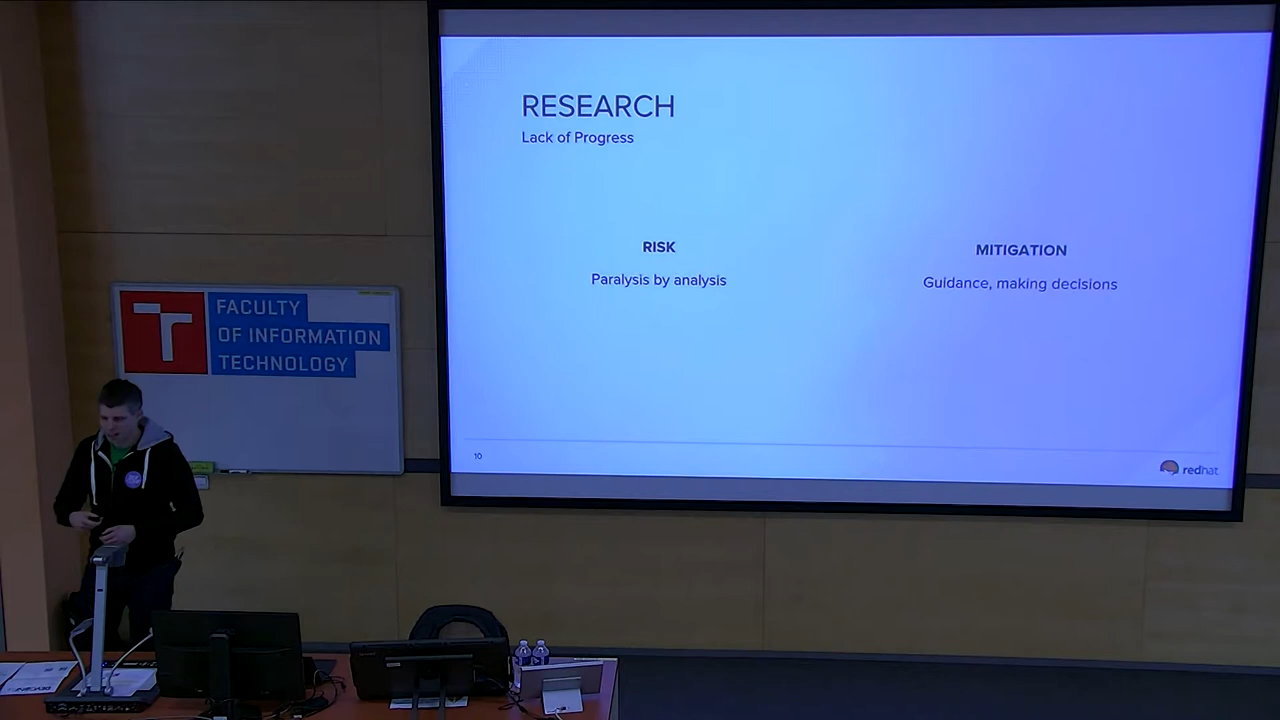 RESEARCH
Lack of Progress
RISK
Paralysis by analysis
MITIGATION
Guidance, making decisions
10
redhat
T
FACULTY
OF INFORMATION
TECHNOLOGY